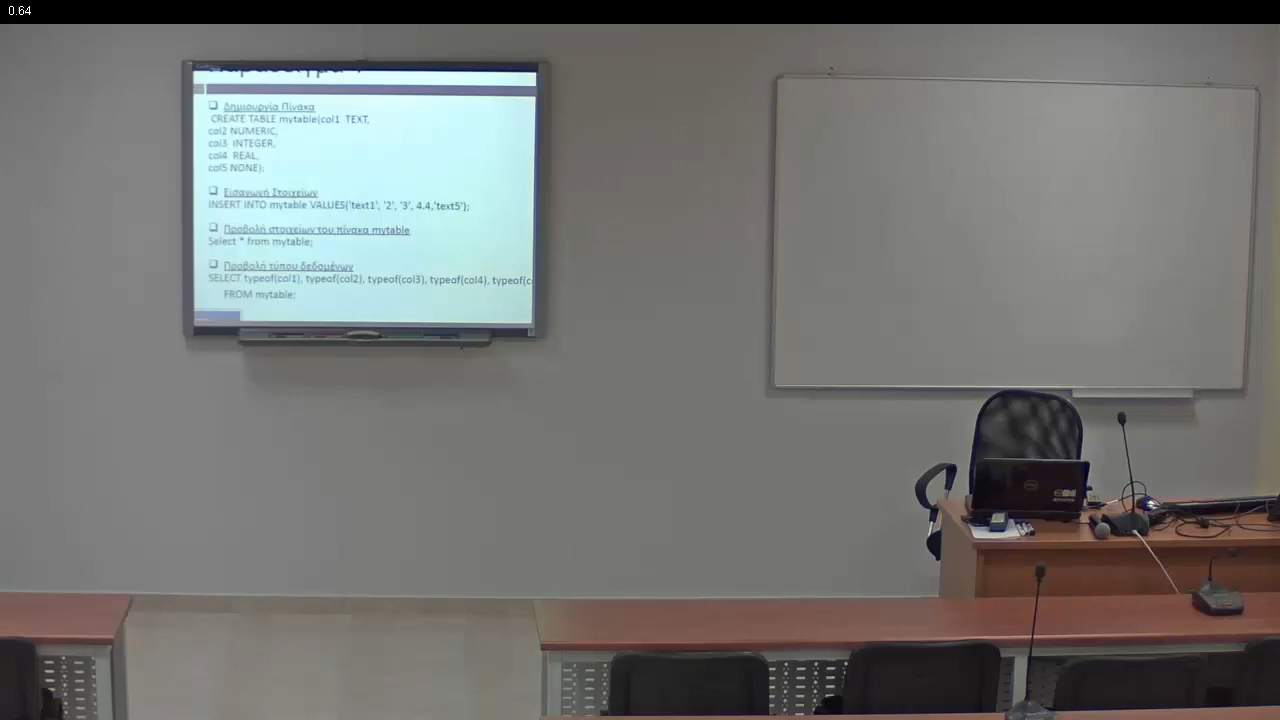 0.64
Παράδειγμα
❑ Δημιουργία Πίνακα
CREATE TABLE mytable(col1 TEXT,
col2 NUMERIC,
col3 INTEGER,
col4 REAL,
col5 NONE);
❑ Εισαγωγή Στοιχείων
INSERT INTO mytable VALUES('text1', '2', '3', 4.4,'text5');
❑ Προβολή στοιχείων του πίνακα mytable
Select * from mytable;
❑ Προβολή τύπου δεδομένων
SELECT typeof(col1), typeof(col2), typeof(col3), typeof(col4), typeof(c
FROM mytable;
DELL